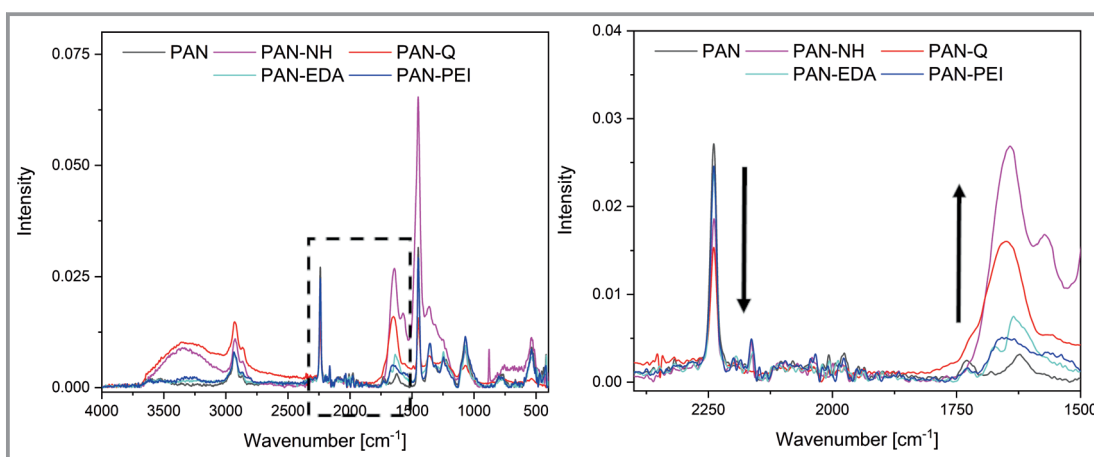 0.075
PAN PAN-NH PAN-Q
PAN-EDA PAN-PEI
0.050
0.025
0.000
Intensity
4000 3500 3000 2500 2000 1500 1000 500
Wavenumber [cm-1]
0.04
PAN PAN-NH PAN-Q
PAN-EDA PAN-PEI
0.03
0.02
0.01
0.00
Intensity
2250 2000 1750 1500
Wavenumber [cm-1]